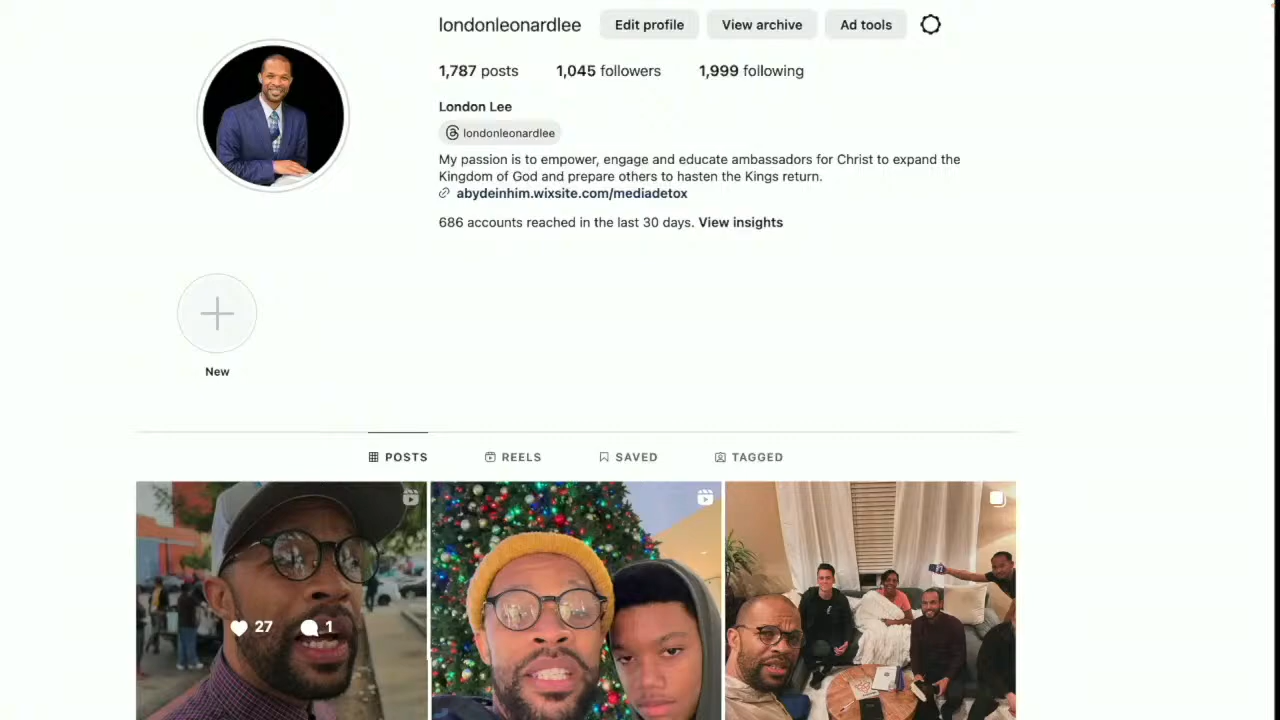 londonleonardlee Edit profile View archive Ad tools
1,787 posts 1,045 followers 1,999 following
London Lee
londonleonardlee
My passion is to empower, engage and educate ambassadors for Christ to expand the
Kingdom of God and prepare others to hasten the Kings return.
abydeinhim.wixsite.com/mediadetox
686 accounts reached in the last 30 days. View insights
New
POSTS REELS SAVED TAGGED
27 1